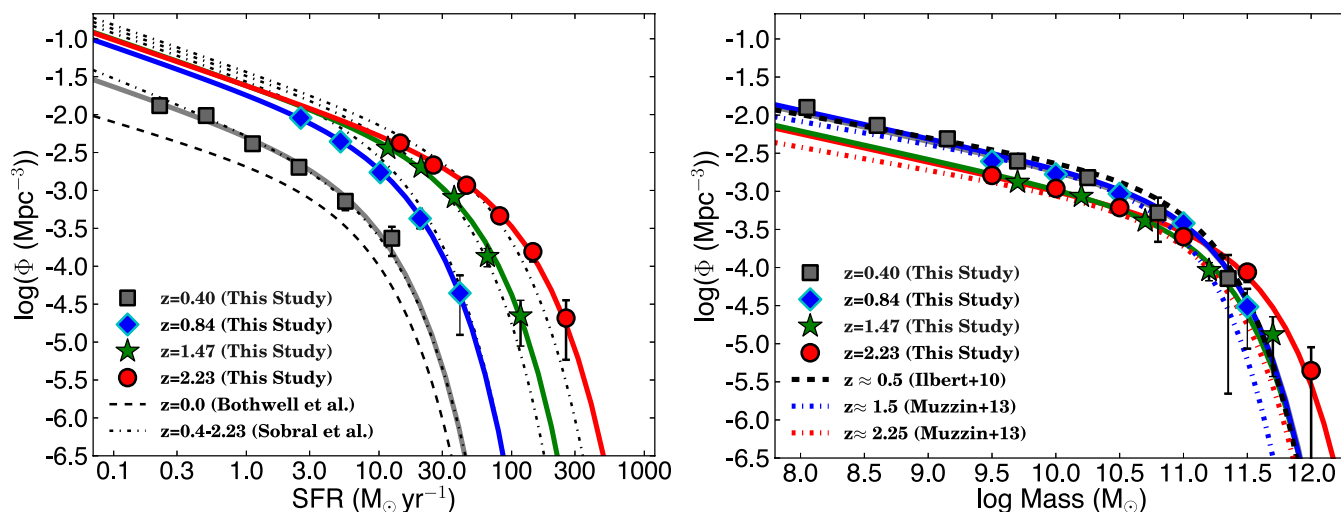 -1.0
-1.5
-2.0
-2.5
-3.0
-3.5
-4.0
-4.5
-5.0
-5.5
-6.0
-6.5
log(Φ (Mpc⁻³))
z=0.40 (This Study)
z=0.84 (This Study)
z=1.47 (This Study)
z=2.23 (This Study)
z=0.0 (Bothwell et al.)
z=0.4-2.23 (Sobral et al.)
0.1 0.3 1.0 3.0 10.0 30.0 100 300 1000
SFR (M⊙ yr⁻¹)
-1.0
-1.5
-2.0
-2.5
-3.0
-3.5
-4.0
-4.5
-5.0
-5.5
-6.0
-6.5
log(Φ (Mpc⁻³))
z=0.40 (This Study)
z=0.84 (This Study)
z=1.47 (This Study)
z=2.23 (This Study)
z ≈ 0.5 (Ilbert+10)
z≈ 1.5 (Muzzin+13)
z≈ 2.25 (Muzzin+13)
8.0 8.5 9.0 9.5 10.0 10.5 11.0 11.5 12.0
log Mass (M⊙)